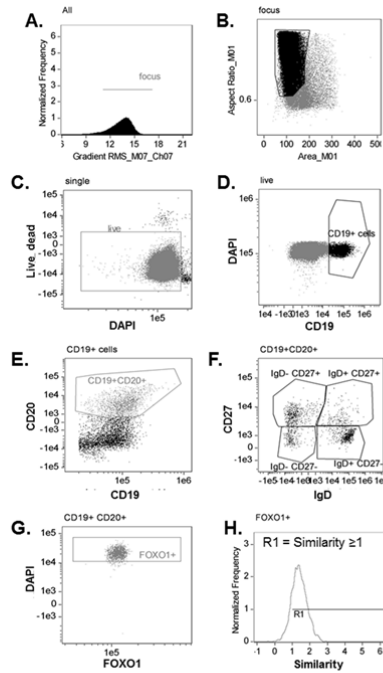 A.
All
Normalized Frequency
6
5
4
3
2
1
0
focus
6 9 12 15 18 21
Gradient RMS_M07_Ch07
B.
focus
Aspect Ratio_M01
0.6
0 100 200 300 400 500
Area_M01
C.
single
Live_dead
1e5
1e4
-1e4
-1e5
live
1e5
DAPI
D.
live
DAPI
1e6
1e5
CD19+ cells
-1e4 -1e3 0 1e4 1e5 1e6
CD19
E.
CD19+ cells
CD20
1e5
1e4
1e3
-1e3
-1e4
-1e5
CD19+CD20+
1e5 1e6
CD19
F.
CD19+CD20+
CD27
1e5
1e4
1e3
0
-1e3
IgD- CD27+ IgD+ CD27+
IgD- CD27- IgD+ CD27-
-1e4 -1e3 1e3 1e4 1e5 1e6
IgD
G.
CD19+ CD20+
DAPI
1e5
1e4
1e3
-1e3
-1e4
-1e5
FOXO1+
1e5
FOXO1
H.
FOXO1+
R1 = Similarity ≥1
Normalized Frequency
3
2
1
0
R1
-1 0 1 2 3 4 5 6
Similarity